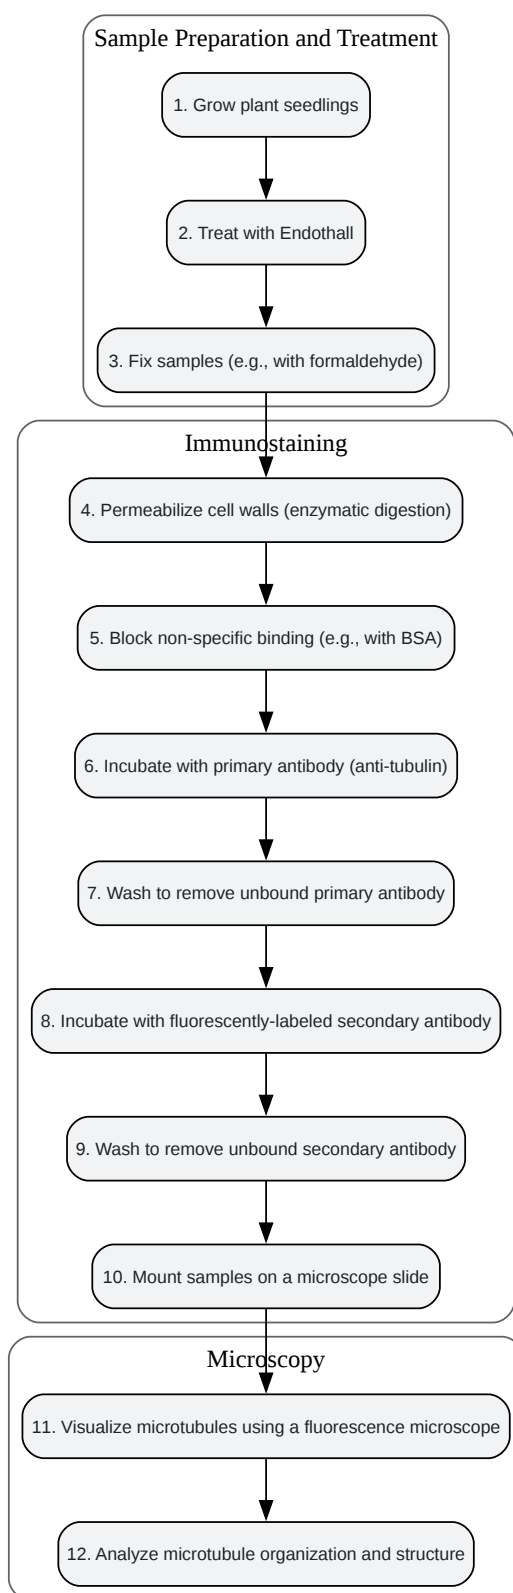 Sample Preparation and Treatment
1. Grow plant seedlings
2. Treat with Endothall
3. Fix samples (e.g., with formaldehyde)
Immunostaining
4. Permeabilize cell walls (enzymatic digestion)
5. Block non-specific binding (e.g., with BSA)
6. Incubate with primary antibody (anti-tubulin)
7. Wash to remove unbound primary antibody
8. Incubate with fluorescently-labeled secondary antibody
9. Wash to remove unbound secondary antibody
10. Mount samples on a microscope slide
Microscopy
11. Visualize microtubules using a fluorescence microscope
12. Analyze microtubule organization and structure